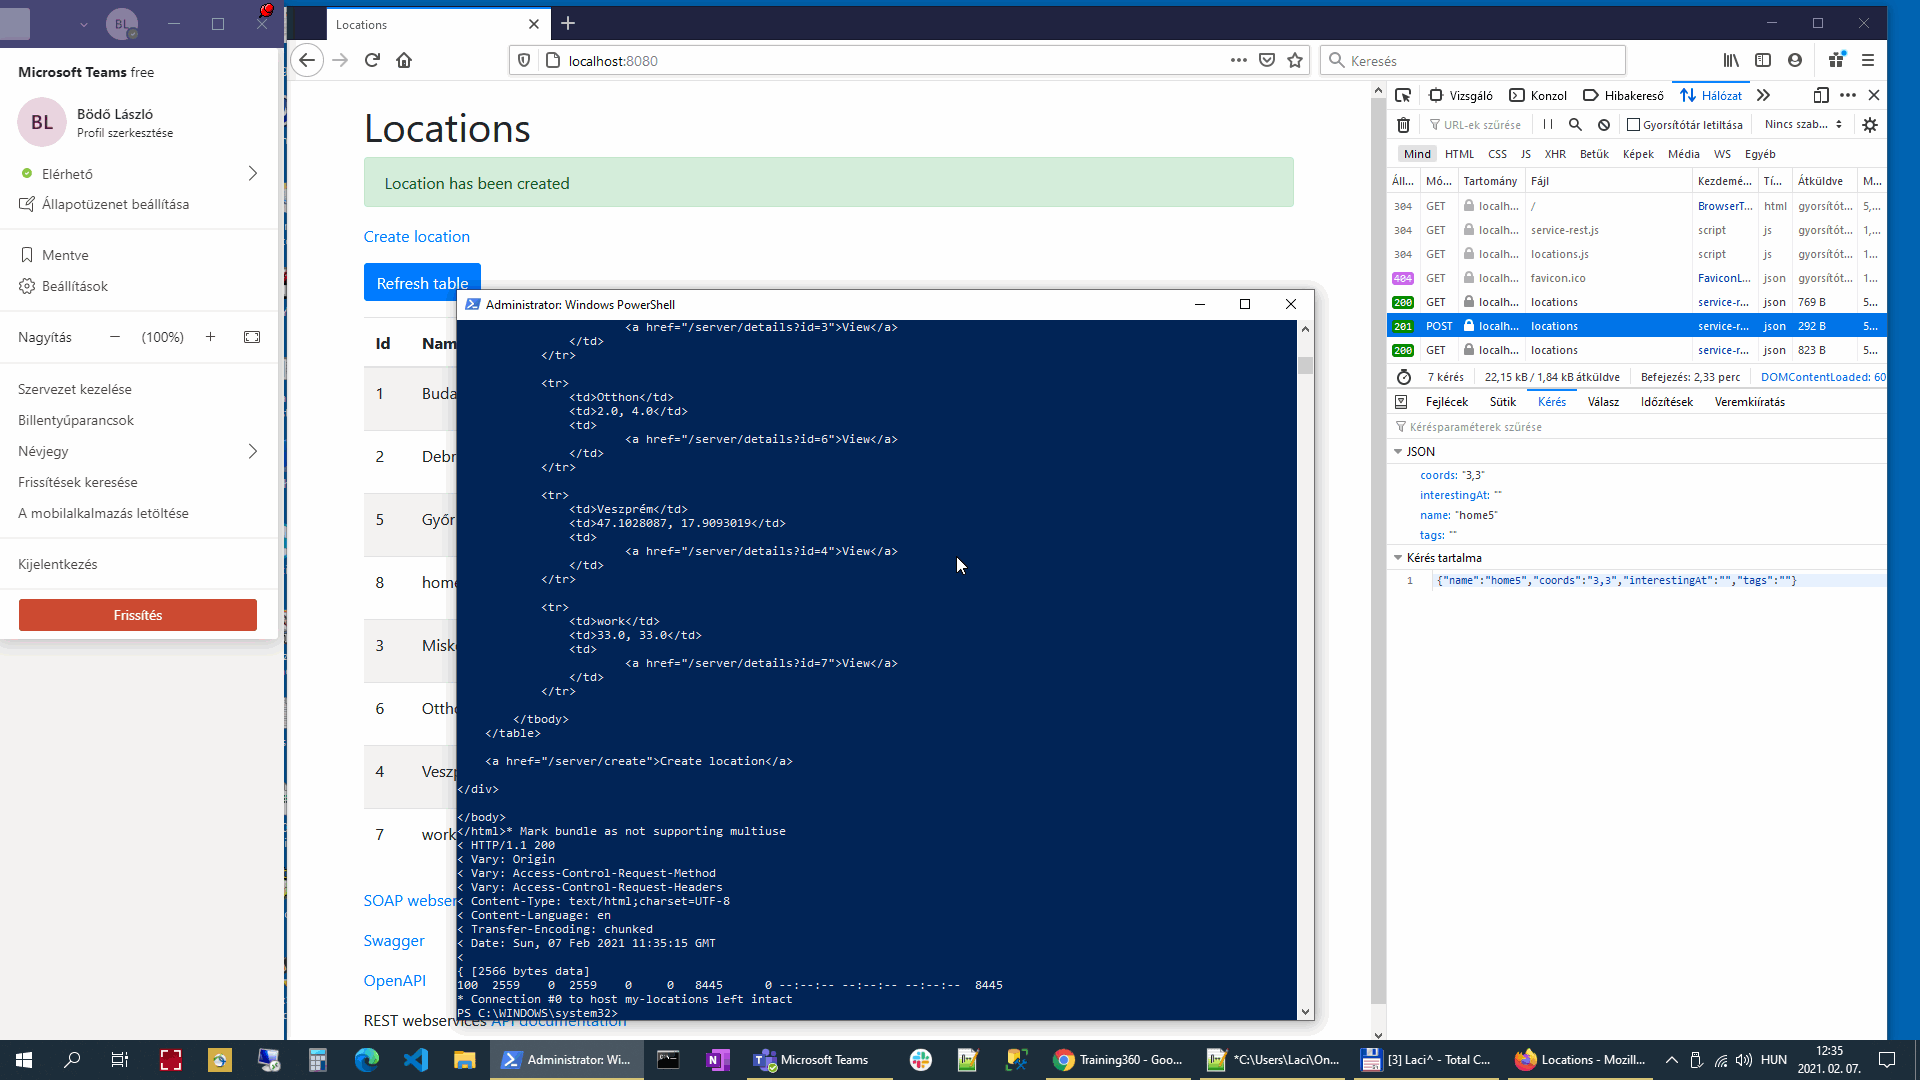 BL
Microsoft Teams free
BL
Bödő László
Profil szerkesztése
Elérhető
Állapotüzenet beállítása
Mentve
Beállítások
Nagyítás
(100%)
Szervezet kezelése
Billentyűparancsok
Névjegy
Frissítések keresése
A mobilalkalmazás letöltése
Kijelentkezés
Frissítés
Locations
localhost:8080
Keresés
Locations
Location has been created
Create location
Refresh table
Id Nam
1 Buda
2 Debr
5 Győr
8 home
3 Misk
6 Ottho
4 Veszp
7 work
SOAP webser
Swagger
OpenAPI
REST webservices API documentation
Administrator: Windows PowerShell
<a href="/server/details?id=3">View</a>
</td>
</tr>
<tr>
<td>Otthon</td>
<td>2.0, 4.0</td>
<td>
<a href="/server/details?id=6">View</a>
</td>
</tr>
<tr>
<td>Veszprém</td>
<td>47.1028087, 17.9093019</td>
<td>
<a href="/server/details?id=4">View</a>
</td>
</tr>
<tr>
<td>work</td>
<td>33.0, 33.0</td>
<td>
<a href="/server/details?id=7">View</a>
</td>
</tr>
</tbody>
</table>
<a href="/server/create">Create location</a>
</div>
</body>
</html>* Mark bundle as not supporting multiuse
< HTTP/1.1 200
< Vary: Origin
< Vary: Access-Control-Request-Method
< Vary: Access-Control-Request-Headers
< Content-Type: text/html;charset=UTF-8
< Content-Language: en
< Transfer-Encoding: chunked
< Date: Sun, 07 Feb 2021 11:35:15 GMT
<
{ [2566 bytes data]
100 2559 0 2559 0 0 8445 0 --:--:-- --:--:-- --:--:-- 8445
* Connection #0 to host my-locations left intact
PS C:\WINDOWS\system32>
Vizsgáló Konzol Hibakereső Hálózat
URL-ek szűrése Gyorsítótár letiltása Nincs szab...
Mind HTML CSS JS XHR Betűk Képek Média WS Egyéb
Áll... Mó... Tartomány Fájl Kezdemé... Tí... Átküldve M...
304 GET localh... / BrowserT... html gyorsítót... 5,...
304 GET localh... service-rest.js script js gyorsítót... 1,...
304 GET localh... locations.js script js gyorsítót... 1...
404 GET localh... favicon.ico FaviconL... json gyorsítót... 1...
200 GET localh... locations service-r... json 769 B 5...
201 POST localh... locations service-r... json 292 B 5...
200 GET localh... locations service-r... json 823 B 5...
7 kérés 22,15 kB / 1,84 kB átküldve Befejezés: 2,33 perc DOMContentLoaded: 60
Fejlécek Sütik Kérés Válasz Időzítések Veremkiíratás
Kérésparaméterek szűrése
JSON
coords: "3,3"
interestingAt: ""
name: "home5"
tags: ""
Kérés tartalma
1 {"name":"home5","coords":"3,3","interestingAt":"","tags":""}
Administrator: Wi...
Microsoft Teams
Training360 - Goo...
*C:\Users\Laci\On...
[3] Laci^ - Total C...
Locations - Mozill...
HUN
12:35
2021. 02. 07.